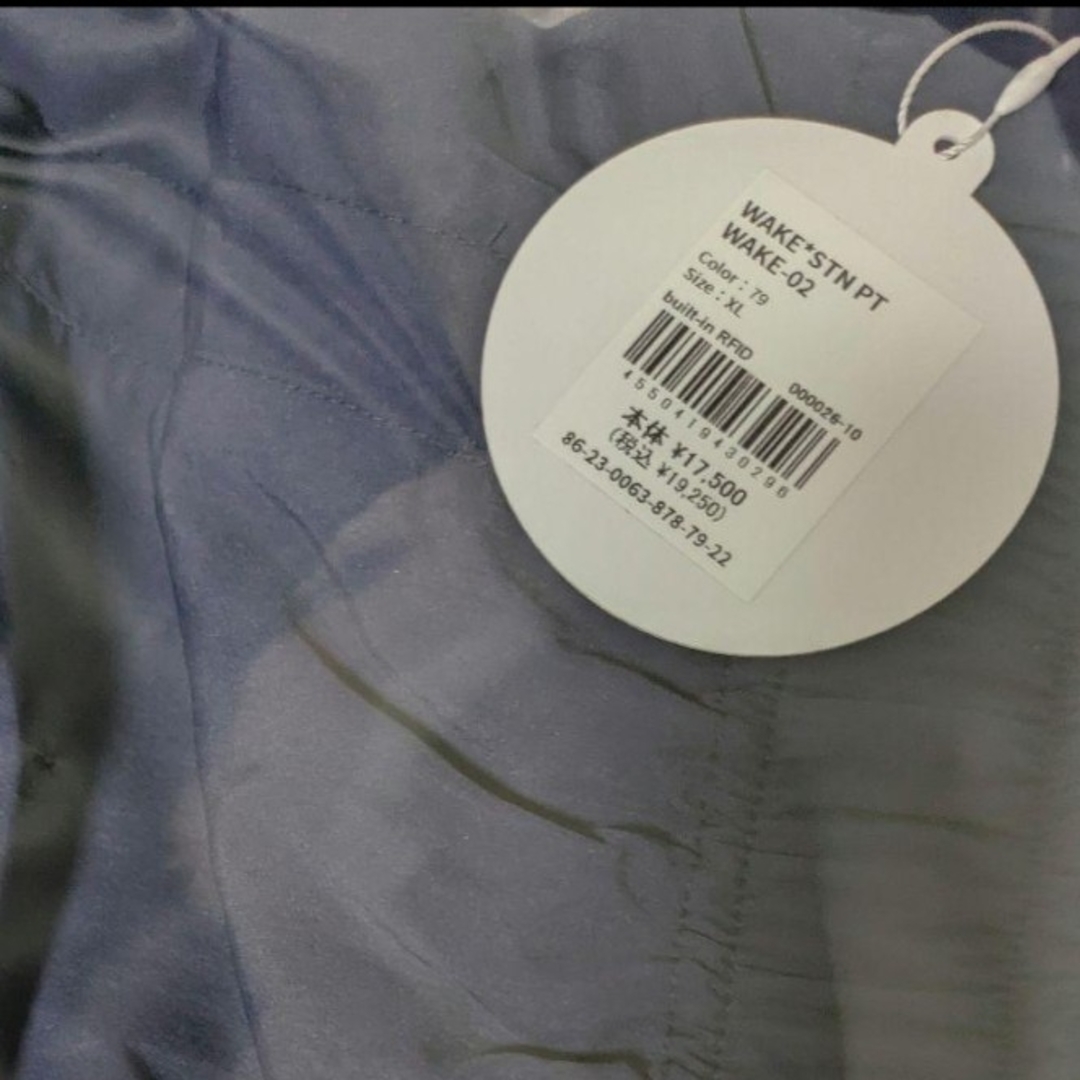 WAKE*STN PT
WAKE-02
Color : 79
Size : XL
built-in RFID
000026-10
4550419430296
本体 ¥17,500
(税込 ¥19,250)
86-23-0063-878-79-22